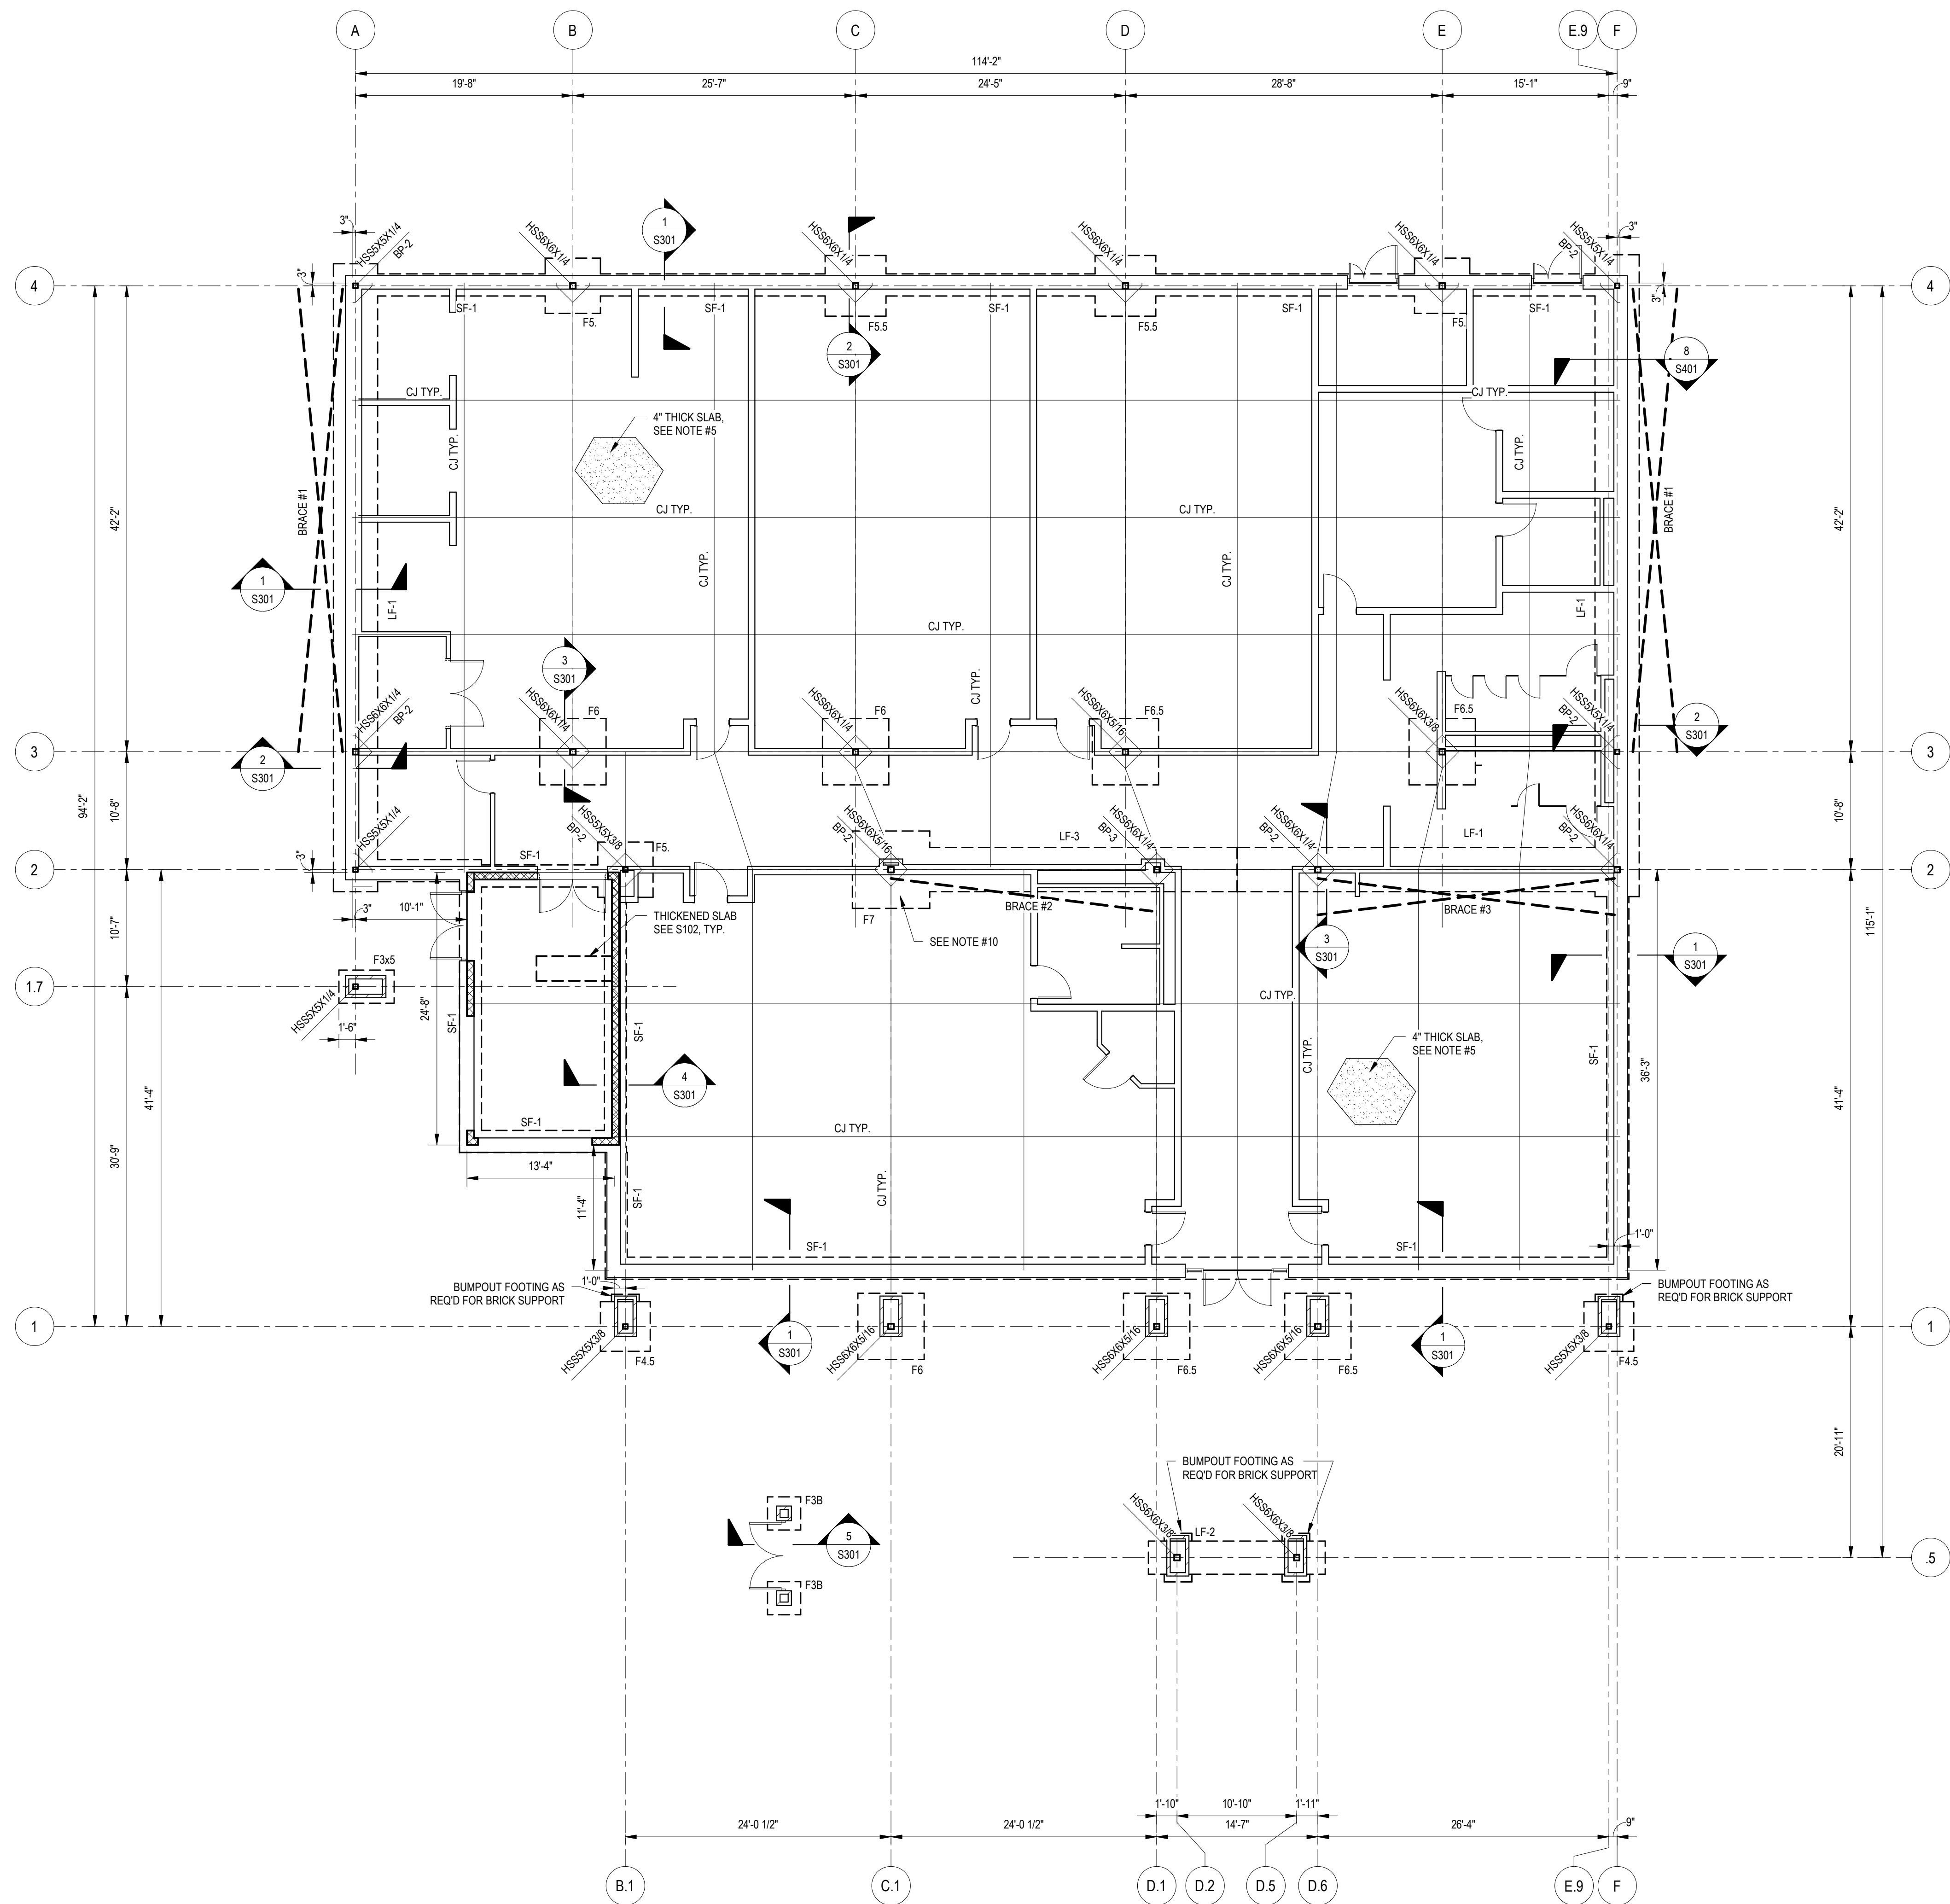 A
B
C
D
E
E.9
F
114'-2"
19'-8"
25'-7"
24'-5"
28'-8"
15'-1"
9"
3"
HSS5X5X1/4
BP-2
HSS6X6X1/4
1
S301
HSS6X6X1/4
HSS6X6X1/4
HSS6X6X1/4
HSS5X5X1/4
BP-2
3"
4
3"
3"
4
SF-1
F5.
SF-1
F5.5
SF-1
F5.5
SF-1
F5.
SF-1
2
S301
8
S401
CJ TYP.
CJ TYP.
4" THICK SLAB,
SEE NOTE #5
CJ TYP.
CJ TYP.
BRACE #1
BRACE #1
42'-2"
42'-2"
CJ TYP.
CJ TYP.
CJ TYP.
CJ TYP.
1
S301
LF-1
LF-1
CJ TYP.
3
S301
CJ TYP.
HSS6X6X1/4
BP-2
HSS6X6X1/4
F6
HSS6X6X1/4
F6
HSS6X6X5/16
F6.5
HSS6X6X3/8
F6.5
HSS5X5X1/4
BP-2
2
S301
3
3
2
S301
94'-2"
10'-8"
10'-8"
HSS5X5X1/4
HSS5X5X3/8
BP-2
F5.
HSS6X6X5/16
BP-2
LF-3
HSS6X6X1/4
BP-3
HSS6X6X1/4
BP-2
LF-1
HSS6X6X1/4
BP-2
SF-1
3"
2
2
3"
10'-1"
10'-7"
THICKENED SLAB
SEE S102, TYP.
F7
SEE NOTE #10
BRACE #2
BRACE #3
3
S301
1
S301
115'-1"
F3x5
1.7
HSS5X5X1/4
1'-6"
24'-8"
SF-1
SF-1
CJ TYP.
CJ TYP.
4" THICK SLAB,
SEE NOTE #5
SF-1
36'-3"
4
S301
41'-4"
41'-4"
SF-1
CJ TYP.
30'-9"
13'-4"
11'-4"
SF-1
CJ TYP.
SF-1
SF-1
1'-0"
BUMPOUT FOOTING AS
REQ'D FOR BRICK SUPPORT
1'-0"
BUMPOUT FOOTING AS
REQ'D FOR BRICK SUPPORT
1
1
HSS5X5X3/8
F4.5
1
S301
HSS6X6X5/16
F6
HSS6X6X5/16
F6.5
HSS6X6X5/16
F6.5
1
S301
HSS5X5X3/8
F4.5
20'-11"
BUMPOUT FOOTING AS
REQ'D FOR BRICK SUPPORT
F3B
5
S301
HSS6X6X3/8
LF-2
HSS6X6X3/8
.5
F3B
1'-10"
10'-10"
1'-11"
24'-0 1/2"
24'-0 1/2"
14'-7"
26'-4"
9"
B.1
C.1
D.1
D.2
D.5
D.6
E.9
F